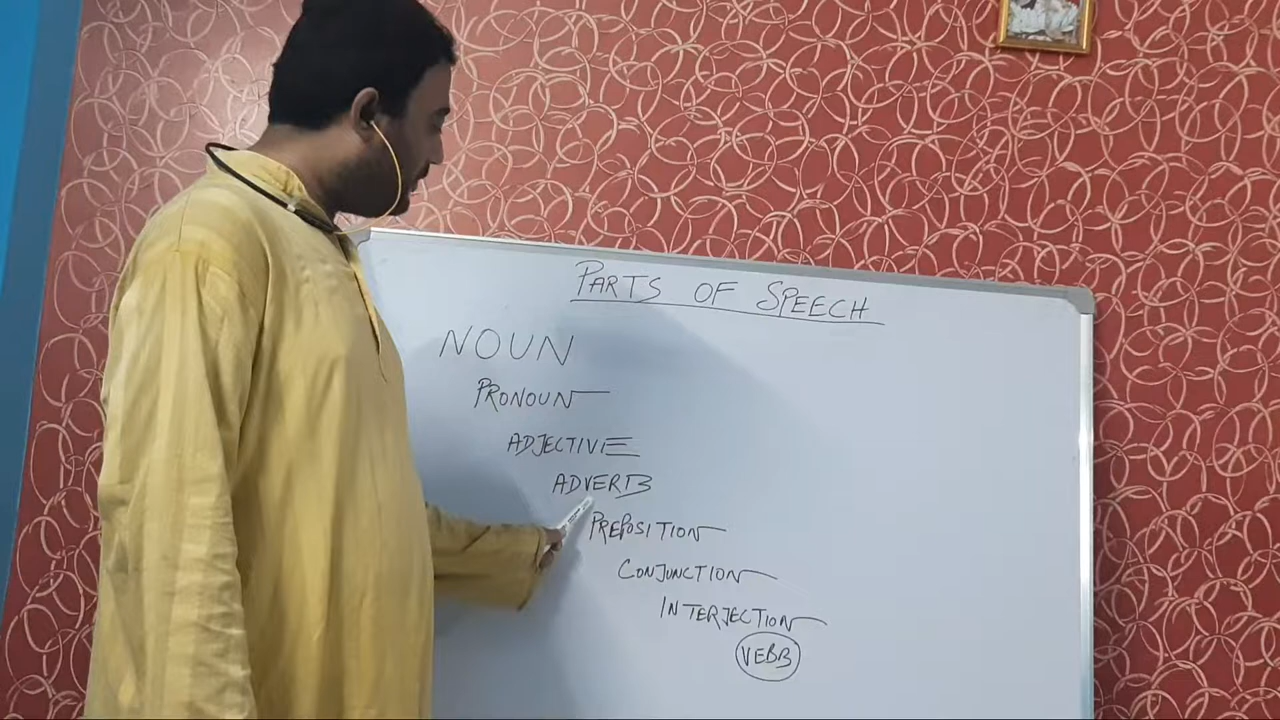 PARTS OF SPEECH
NOUN
PRONOUN
ADJECTIVE
ADVERB
PREPOSITION
CONJUNCTION
INTERJECTION
VEBB